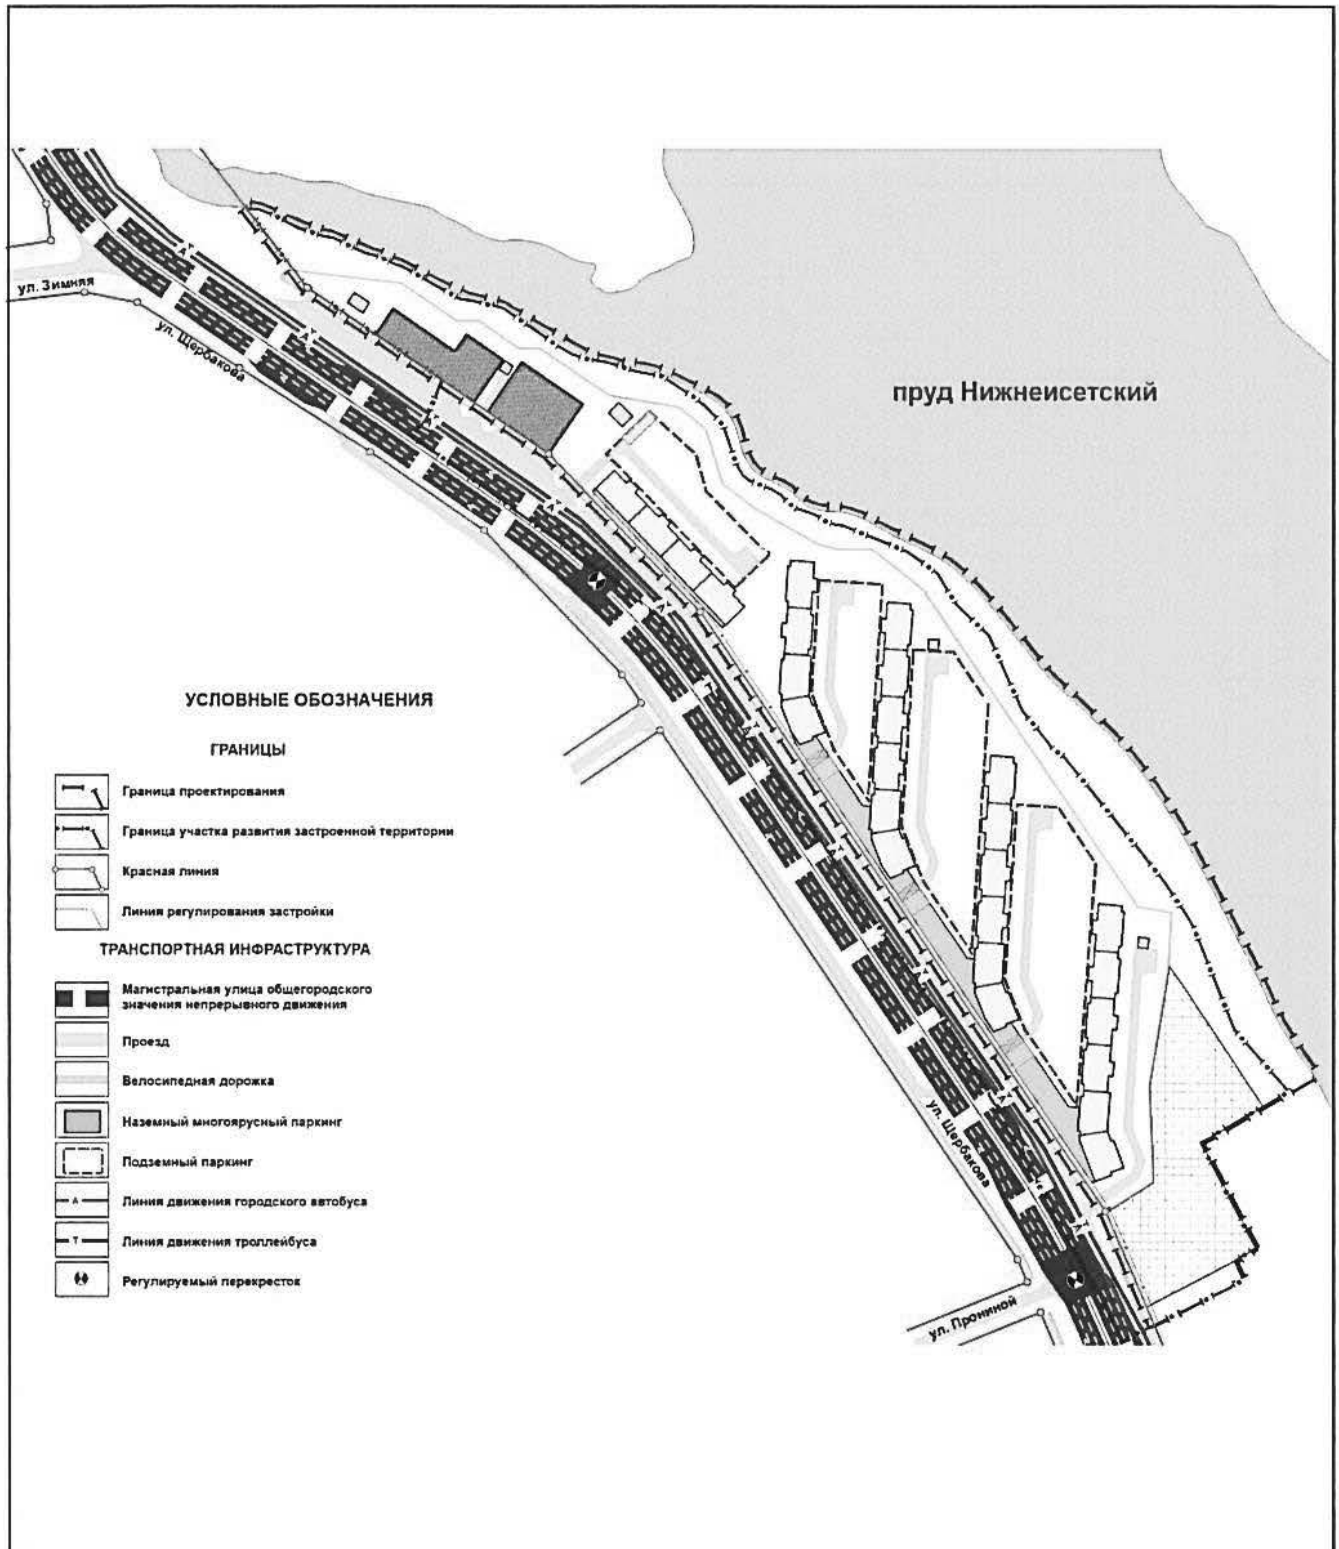 ул. Зимняя
ул. Щербакова
пруд Нижнеисетский
УСЛОВНЫЕ ОБОЗНАЧЕНИЯ
ГРАНИЦЫ
Граница проектирования
Граница участка развития застроенной территории
Красная линия
Линия регулирования застройки
ТРАНСПОРТНАЯ ИНФРАСТРУКТУРА
Магистральная улица общегородского
значения непрерывного движения
Проезд
Велосипедная дорожка
Наземный многоярусный паркинг
Подземный паркинг
А
Линия движения городского автобуса
Т
Линия движения троллейбуса
Регулируемый перекресток
ул. Щербакова
ул. Прониной